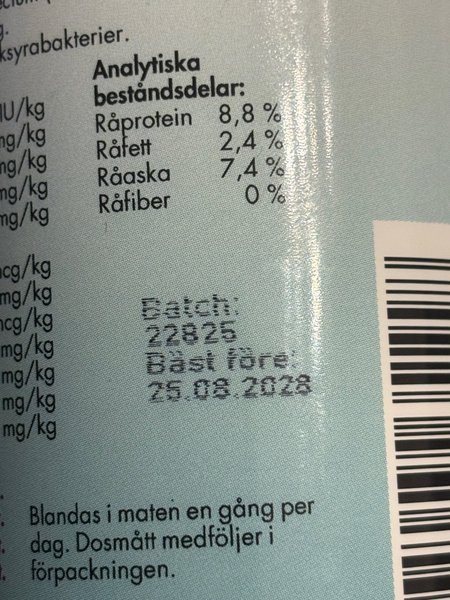 ksyrabakterier.
Analytiska
beståndsdelar:
Råprotein 8,8 %
Råfett 2,4 %
Råaska 7,4 %
Råfiber 0 %
IU/kg
mg/kg
mg/kg
mg/kg
mg/kg
mcg/kg
mg/kg
mcg/kg
mg/kg
mg/kg
mg/kg
mg/kg
Batch:
22825
Bäst före:
25.08.2028
Blandas i maten en gång per
dag. Dosmått medföljer i
förpackningen.